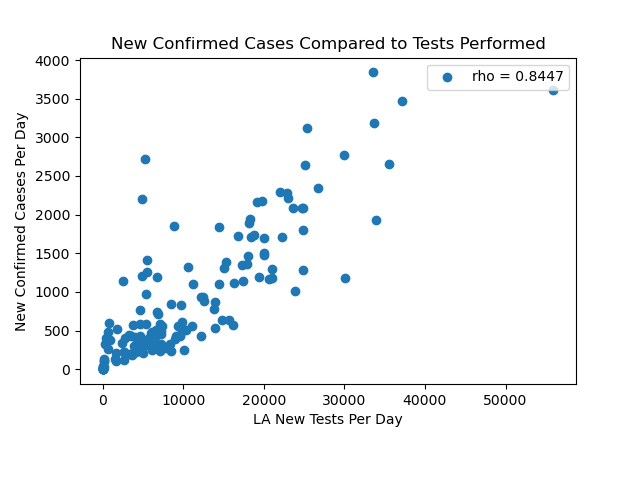 New Confirmed Cases Compared to Tests Performed
rho = 0.8447
4000
3500
3000
2500
2000
1500
1000
500
0
New Confirmed Caeses Per Day
0 10000 20000 30000 40000 50000
LA New Tests Per Day